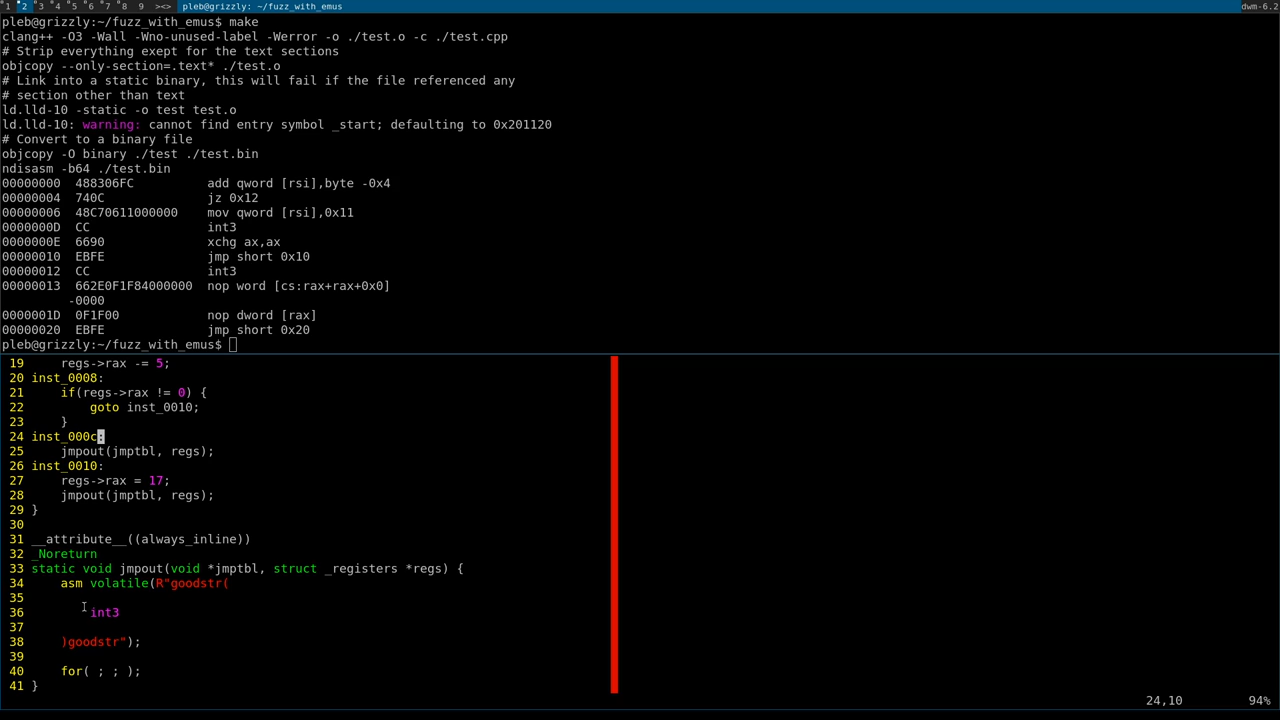 1 2 3 4 5 6 7 8 9 ><> pleb@grizzly: ~/fuzz_with_emus dwm-6.2
pleb@grizzly:~/fuzz_with_emus$ make
clang++ -O3 -Wall -Wno-unused-label -Werror -o ./test.o -c ./test.cpp
# Strip everything exept for the text sections
objcopy --only-section=.text* ./test.o
# Link into a static binary, this will fail if the file referenced any
# section other than text
ld.lld-10 -static -o test test.o
ld.lld-10: warning: cannot find entry symbol _start; defaulting to 0x201120
# Convert to a binary file
objcopy -O binary ./test ./test.bin
ndisasm -b64 ./test.bin
00000000  488306FC          add qword [rsi],byte -0x4
00000004  740C              jz 0x12
00000006  48C70611000000    mov qword [rsi],0x11
0000000D  CC                int3
0000000E  6690              xchg ax,ax
00000010  EBFE              jmp short 0x10
00000012  CC                int3
00000013  662E0F1F84000000  nop word [cs:rax+rax+0x0]
         -0000
0000001D  0F1F00            nop dword [rax]
00000020  EBFE              jmp short 0x20
pleb@grizzly:~/fuzz_with_emus$
19     regs->rax -= 5;
20 inst_0008:
21     if(regs->rax != 0) {
22         goto inst_0010;
23     }
24 inst_000c:
25     jmpout(jmptbl, regs);
26 inst_0010:
27     regs->rax = 17;
28     jmpout(jmptbl, regs);
29 }
30
31 __attribute__((always_inline))
32 _Noreturn
33 static void jmpout(void *jmptbl, struct _registers *regs) {
34     asm volatile(R"goodstr(
35
36         int3
37
38     )goodstr");
39
40     for( ; ; );
41 }
24,10 94%